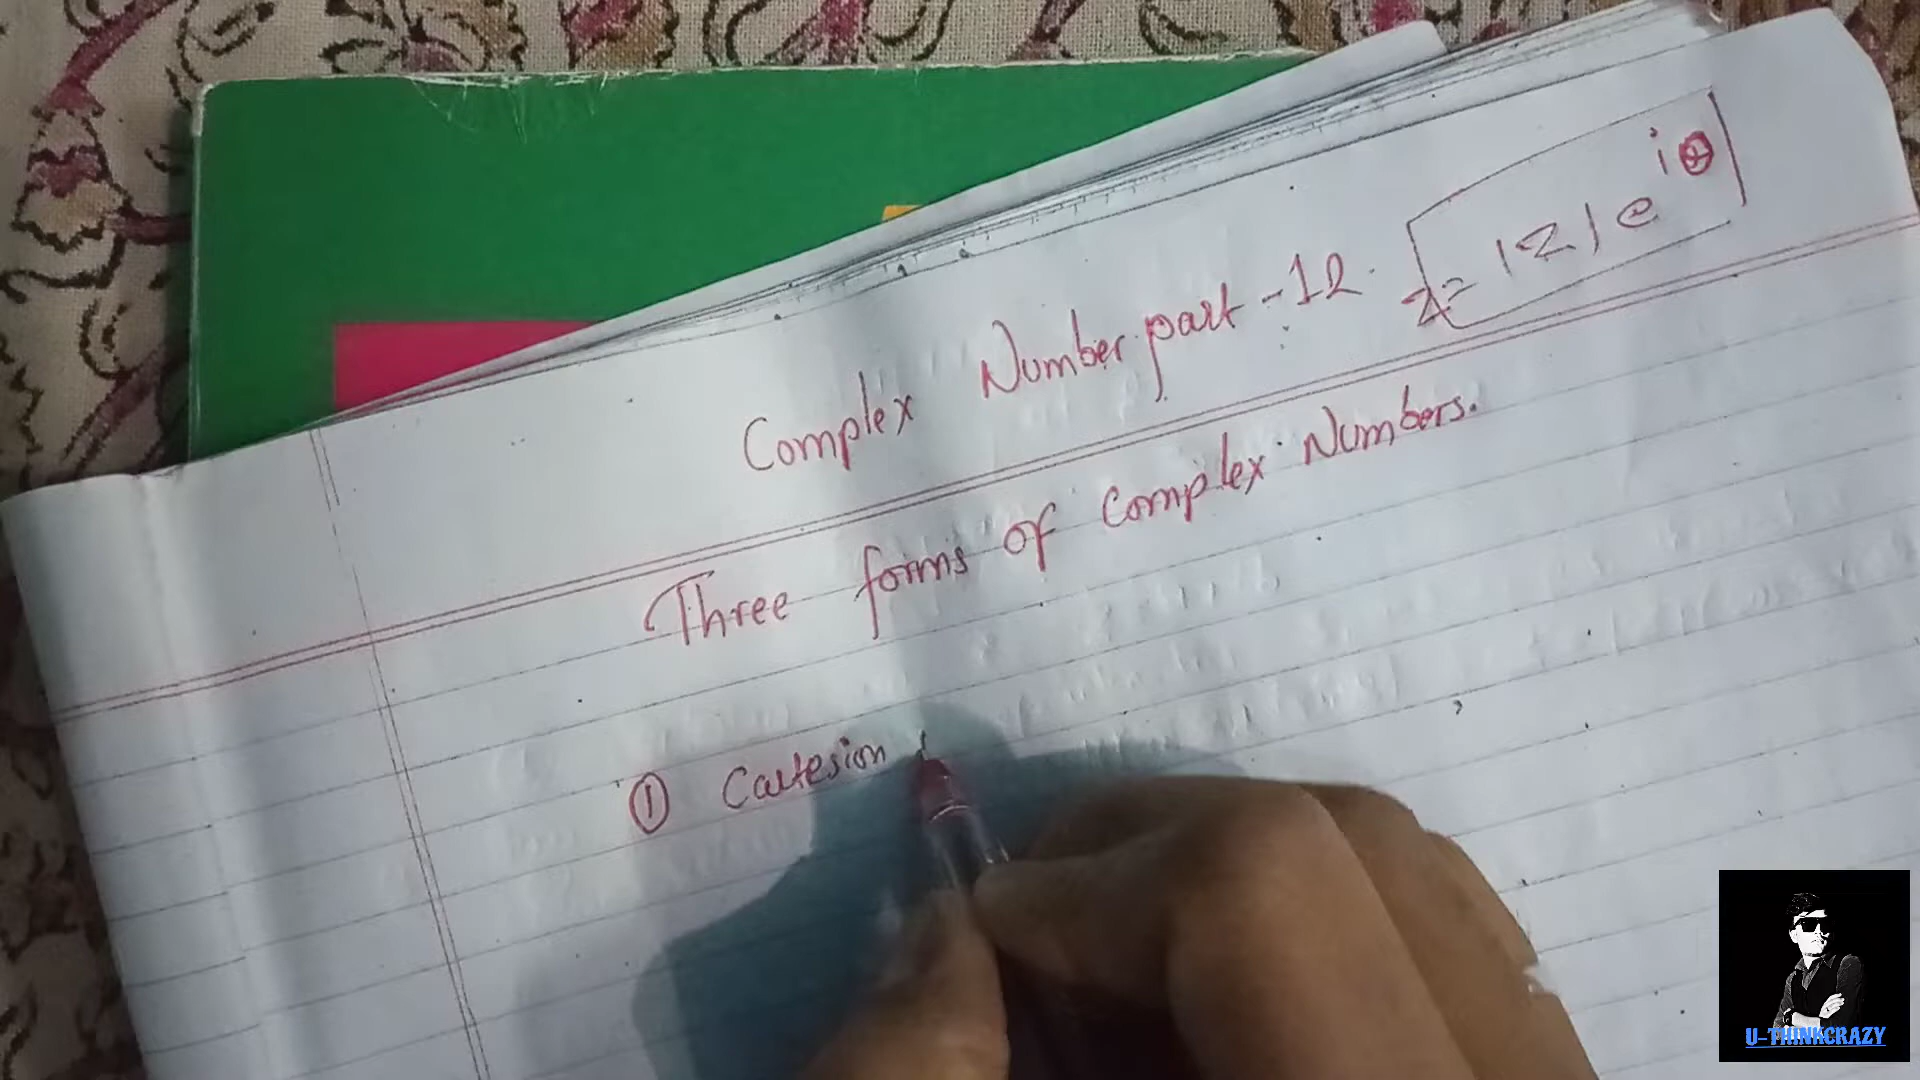 Complex Number part - 12.
z = |z| e^iθ
Three forms of Complex Numbers.
① Cartesion
U-THINKCRAZY